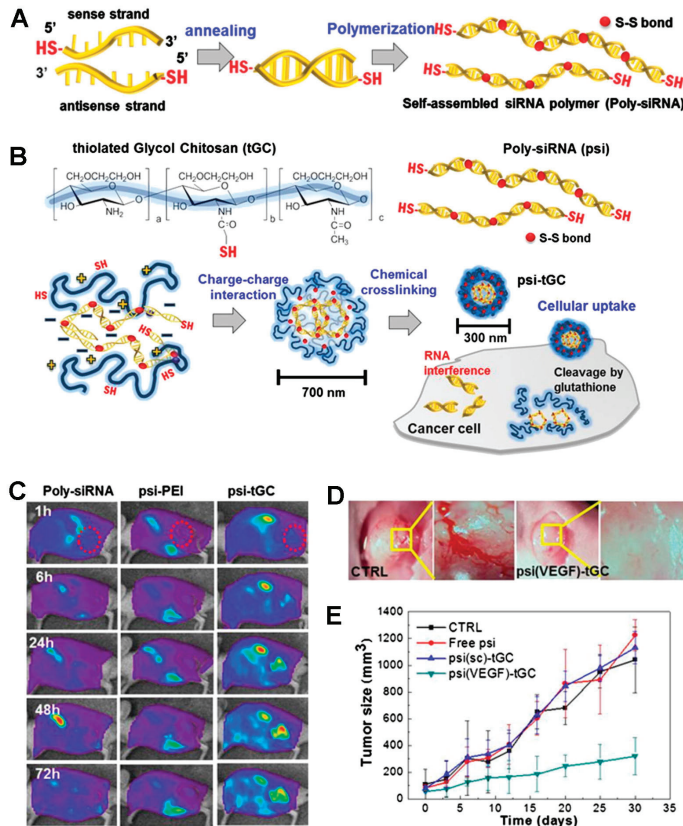 A
sense strand
5’
HS
3’
3’
5’
SH
antisense strand
annealing
HS
SH
Polymerization
HS
SH
HS
SH
S-S bond
Self-assembled siRNA polymer (Poly-siRNA)
B
thiolated Glycol Chitosan (tGC)
CH₂OCH₂CH₂OH
CH₂OCH₂CH₂OH
CH₂OCH₂CH₂OH
O
O
O
O
O
O
HO
HO
HO
NH₂
N-H
N-H
C=O
C=O
SH
CH₃
a
b
c
Poly-siRNA (psi)
HS
SH
HS
SH
S-S bond
SH
HS
SH
HS
SH
Charge-charge
interaction
700 nm
Chemical
crosslinking
psi-tGC
300 nm
Cellular uptake
RNA
interference
Cancer cell
Cleavage by
glutathione
C
Poly-siRNA psi-PEI psi-tGC
1h
6h
24h
48h
72h
D
CTRL
psi(VEGF)-tGC
E
Tumor size (mm³)
1400
1200
1000
800
600
400
200
0
CTRL
Free psi
psi(sc)-tGC
psi(VEGF)-tGC
0 5 10 15 20 25 30 35
Time (days)